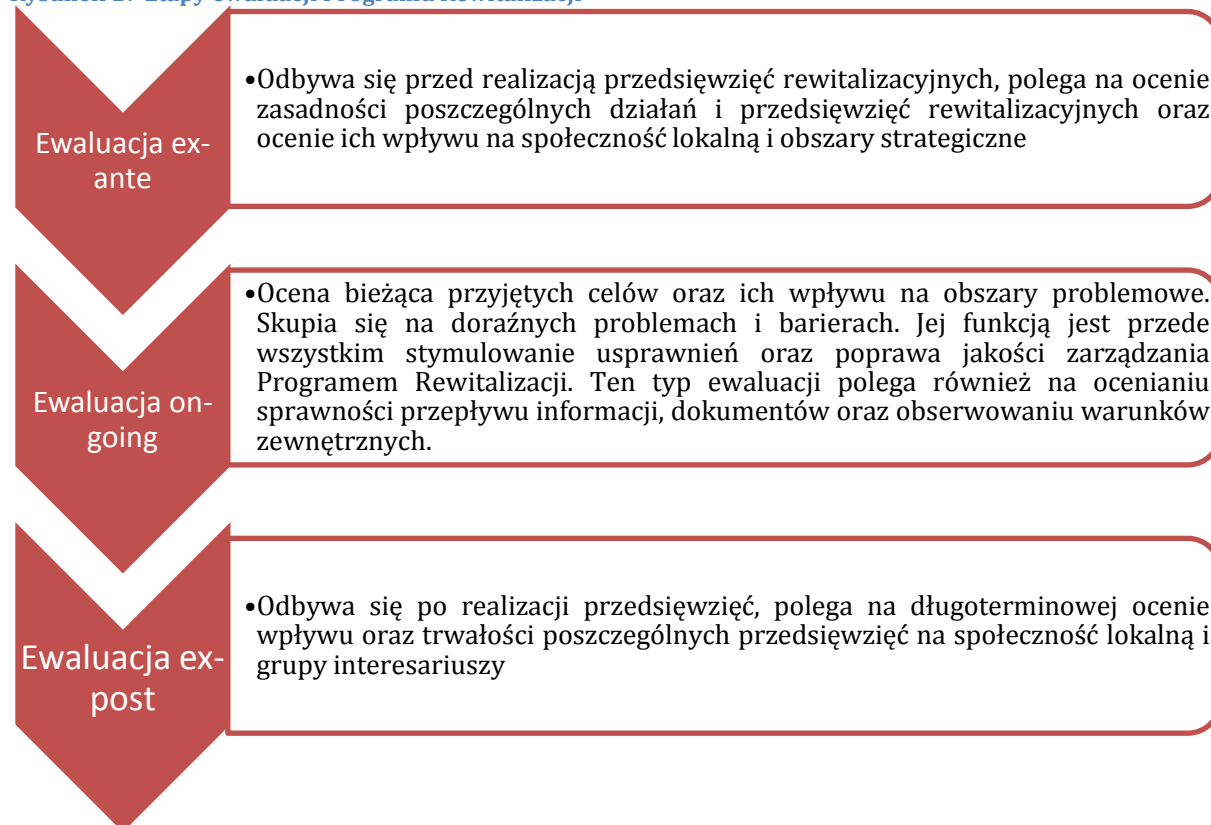 Ewaluacja ex-
ante
•Odbywa się przed realizacją przedsięwzięć rewitalizacyjnych, polega na ocenie
zasadności poszczególnych działań i przedsięwzięć rewitalizacyjnych oraz
ocenie ich wpływu na społeczność lokalną i obszary strategiczne
Ewaluacja on-
going
•Ocena bieżąca przyjętych celów oraz ich wpływu na obszary problemowe.
Skupia się na doraźnych problemach i barierach. Jej funkcją jest przede
wszystkim stymulowanie usprawnień oraz poprawa jakości zarządzania
Programem Rewitalizacji. Ten typ ewaluacji polega również na ocenianiu
sprawności przepływu informacji, dokumentów oraz obserwowaniu warunków
zewnętrznych.
Ewaluacja ex-
post
•Odbywa się po realizacji przedsięwzięć, polega na długoterminowej ocenie
wpływu oraz trwałości poszczególnych przedsięwzięć na społeczność lokalną i
grupy interesariuszy